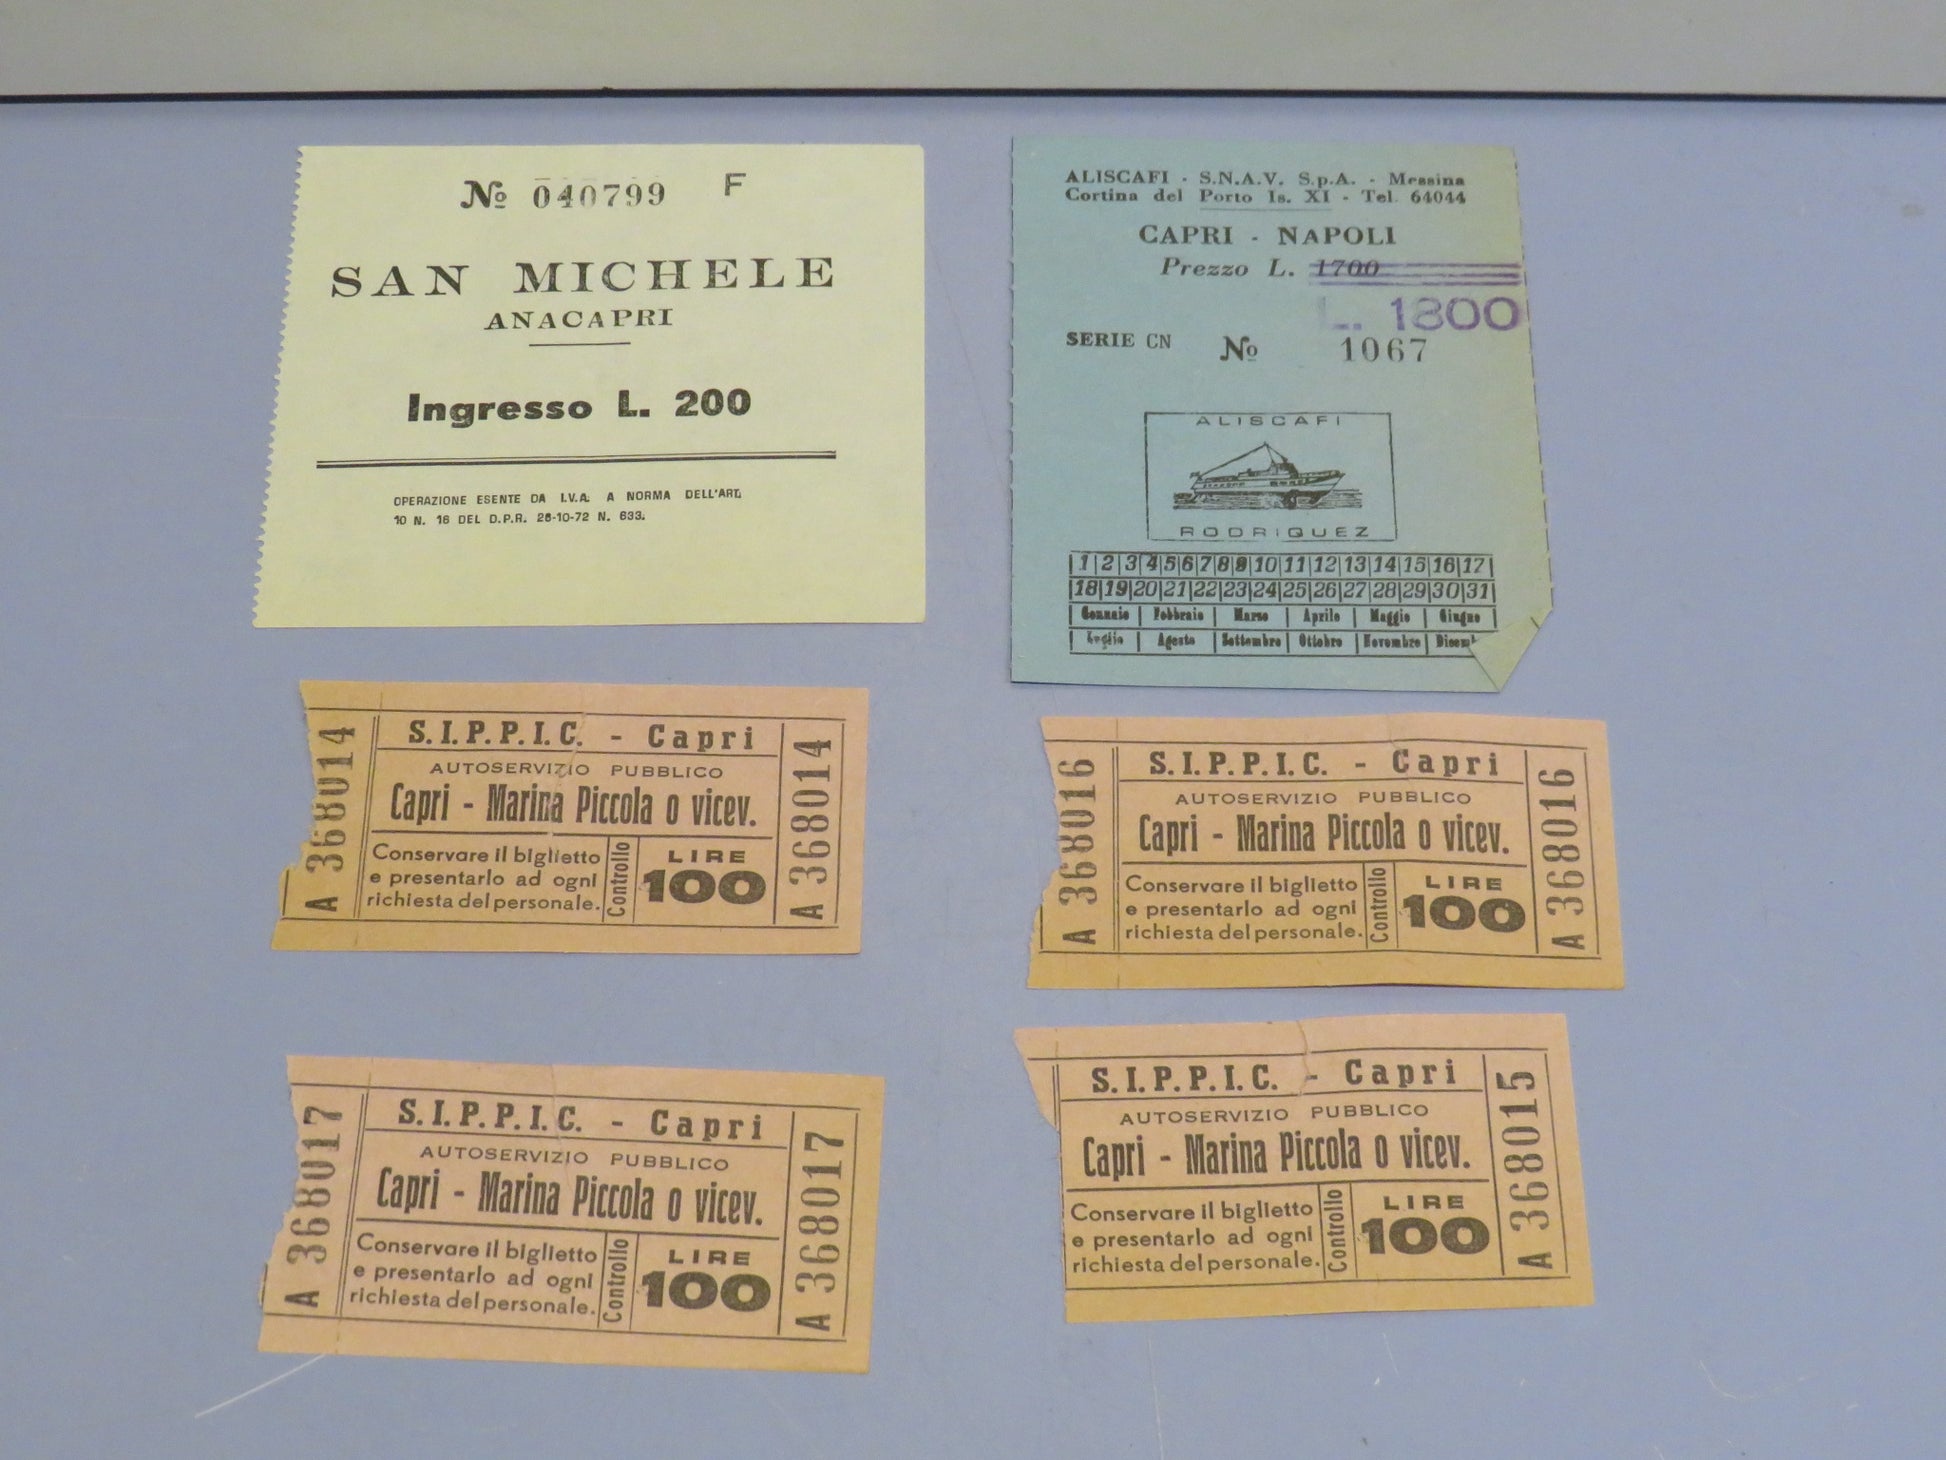 № 040799 F
SAN MICHELE
ANACAPRI
Ingresso L. 200
OPERAZIONE ESENTE DA I.V.A. A NORMA DELL'ART.
10 N. 16 DEL D.P.R. 26-10-72 N. 633.
ALISCAFI - S.N.A.V. S.p.A. - Messina
Cortina del Porto Is. XI - Tel. 64044
CAPRI - NAPOLI
Prezzo L. 1700
L. 1800
SERIE CN № 1067
ALISCAFI
RODRIQUEZ
1 2 3 4 5 6 7 8 9 10 11 12 13 14 15 16 17
18 19 20 21 22 23 24 25 26 27 28 29 30 31
Gennaio Febbraio Marzo Aprile Maggio Giugno
Luglio Agosto Settembre Ottobre Novembre Dicemb
A 368014
S.I.P.P.I.C. - Capri
AUTOSERVIZIO PUBBLICO
Capri - Marina Piccola o vicev.
Conservare il biglietto
e presentarlo ad ogni
richiesta del personale.
Controllo
LIRE
100
A 368014
A 368016
S.I.P.P.I.C. - Capri
AUTOSERVIZIO PUBBLICO
Capri - Marina Piccola o vicev.
Conservare il biglietto
e presentarlo ad ogni
richiesta del personale.
Controllo
LIRE
100
A 368016
A 368017
S.I.P.P.I.C. - Capri
AUTOSERVIZIO PUBBLICO
Capri - Marina Piccola o vicev.
Conservare il biglietto
e presentarlo ad ogni
richiesta del personale.
Controllo
LIRE
100
A 368017
S.I.P.P.I.C. - Capri
AUTOSERVIZIO PUBBLICO
Capri - Marina Piccola o vicev.
Conservare il biglietto
e presentarlo ad ogni
richiesta del personale.
Controllo
LIRE
100
A 368015